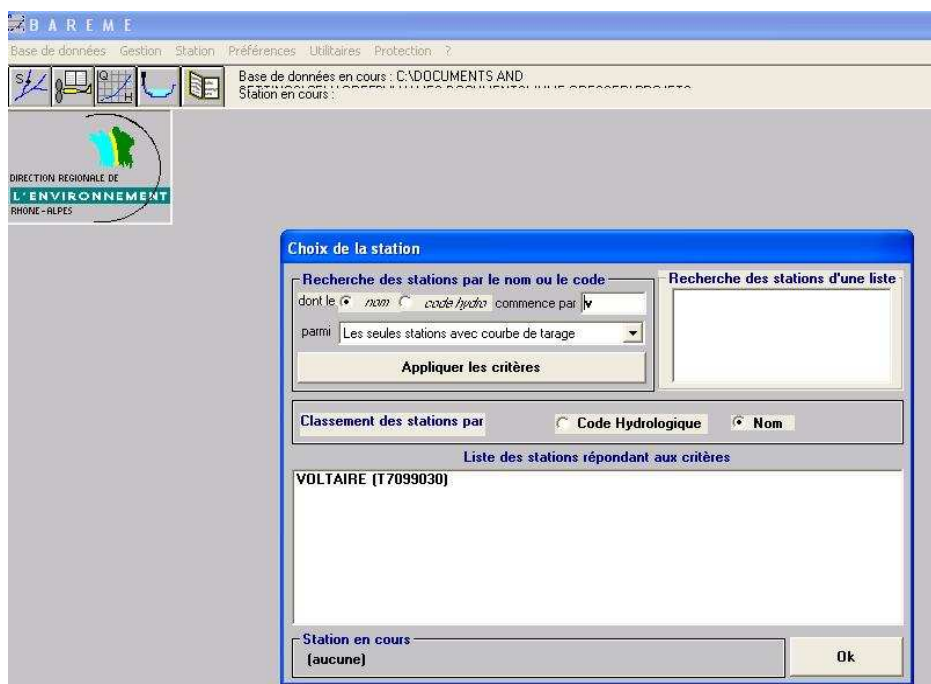 BAREME
Base de données Gestion Station Préférences Utilitaires Protection ?
Base de données en cours : C:\DOCUMENTS AND
Station en cours :
DIRECTION REGIONALE DE
L'ENVIRONNEMENT
RHONE-ALPES
Choix de la station
Recherche des stations par le nom ou le code
dont le nom code hydro commence par v
parmi Les seules stations avec courbe de tarage
Appliquer les critères
Recherche des stations d'une liste
Classement des stations par Code Hydrologique Nom
Liste des stations répondant aux critères
VOLTAIRE (T7099030)
Station en cours
(aucune)
Ok